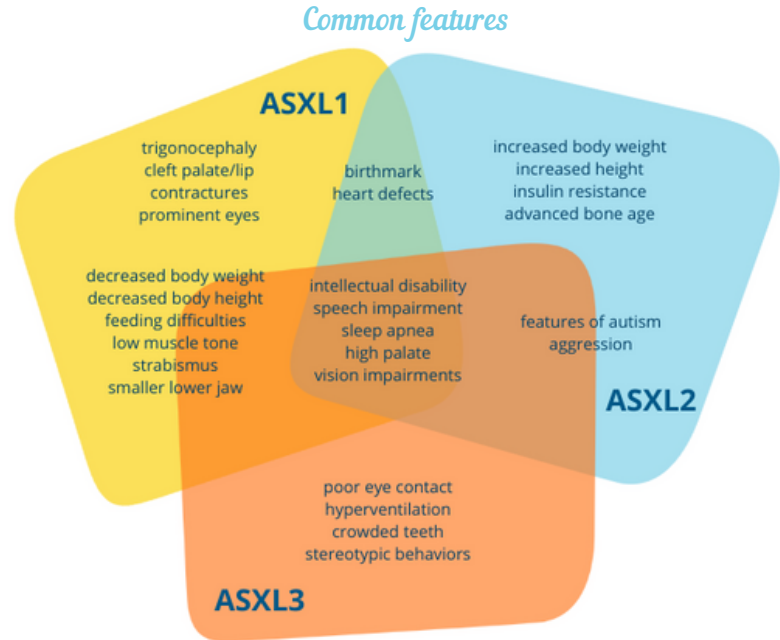 Common features
ASXL1
trigonocephaly
cleft palate/lip
contractures
prominent eyes
birthmark
heart defects
increased body weight
increased height
insulin resistance
advanced bone age
decreased body weight
decreased body height
feeding difficulties
low muscle tone
strabismus
smaller lower jaw
intellectual disability
speech impairment
sleep apnea
high palate
vision impairments
features of autism
aggression
ASXL2
poor eye contact
hyperventilation
crowded teeth
stereotypic behaviors
ASXL3